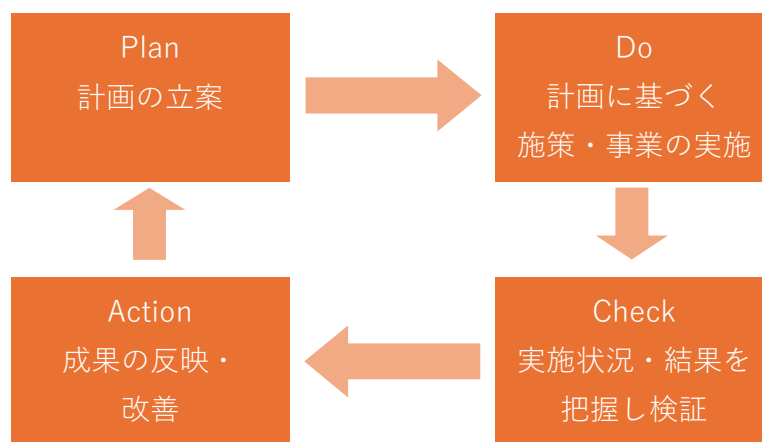 Plan
計画の立案
Do
計画に基づく
施策・事業の実施
Check
実施状況・結果を
把握し検証
Action
成果の反映・
改善